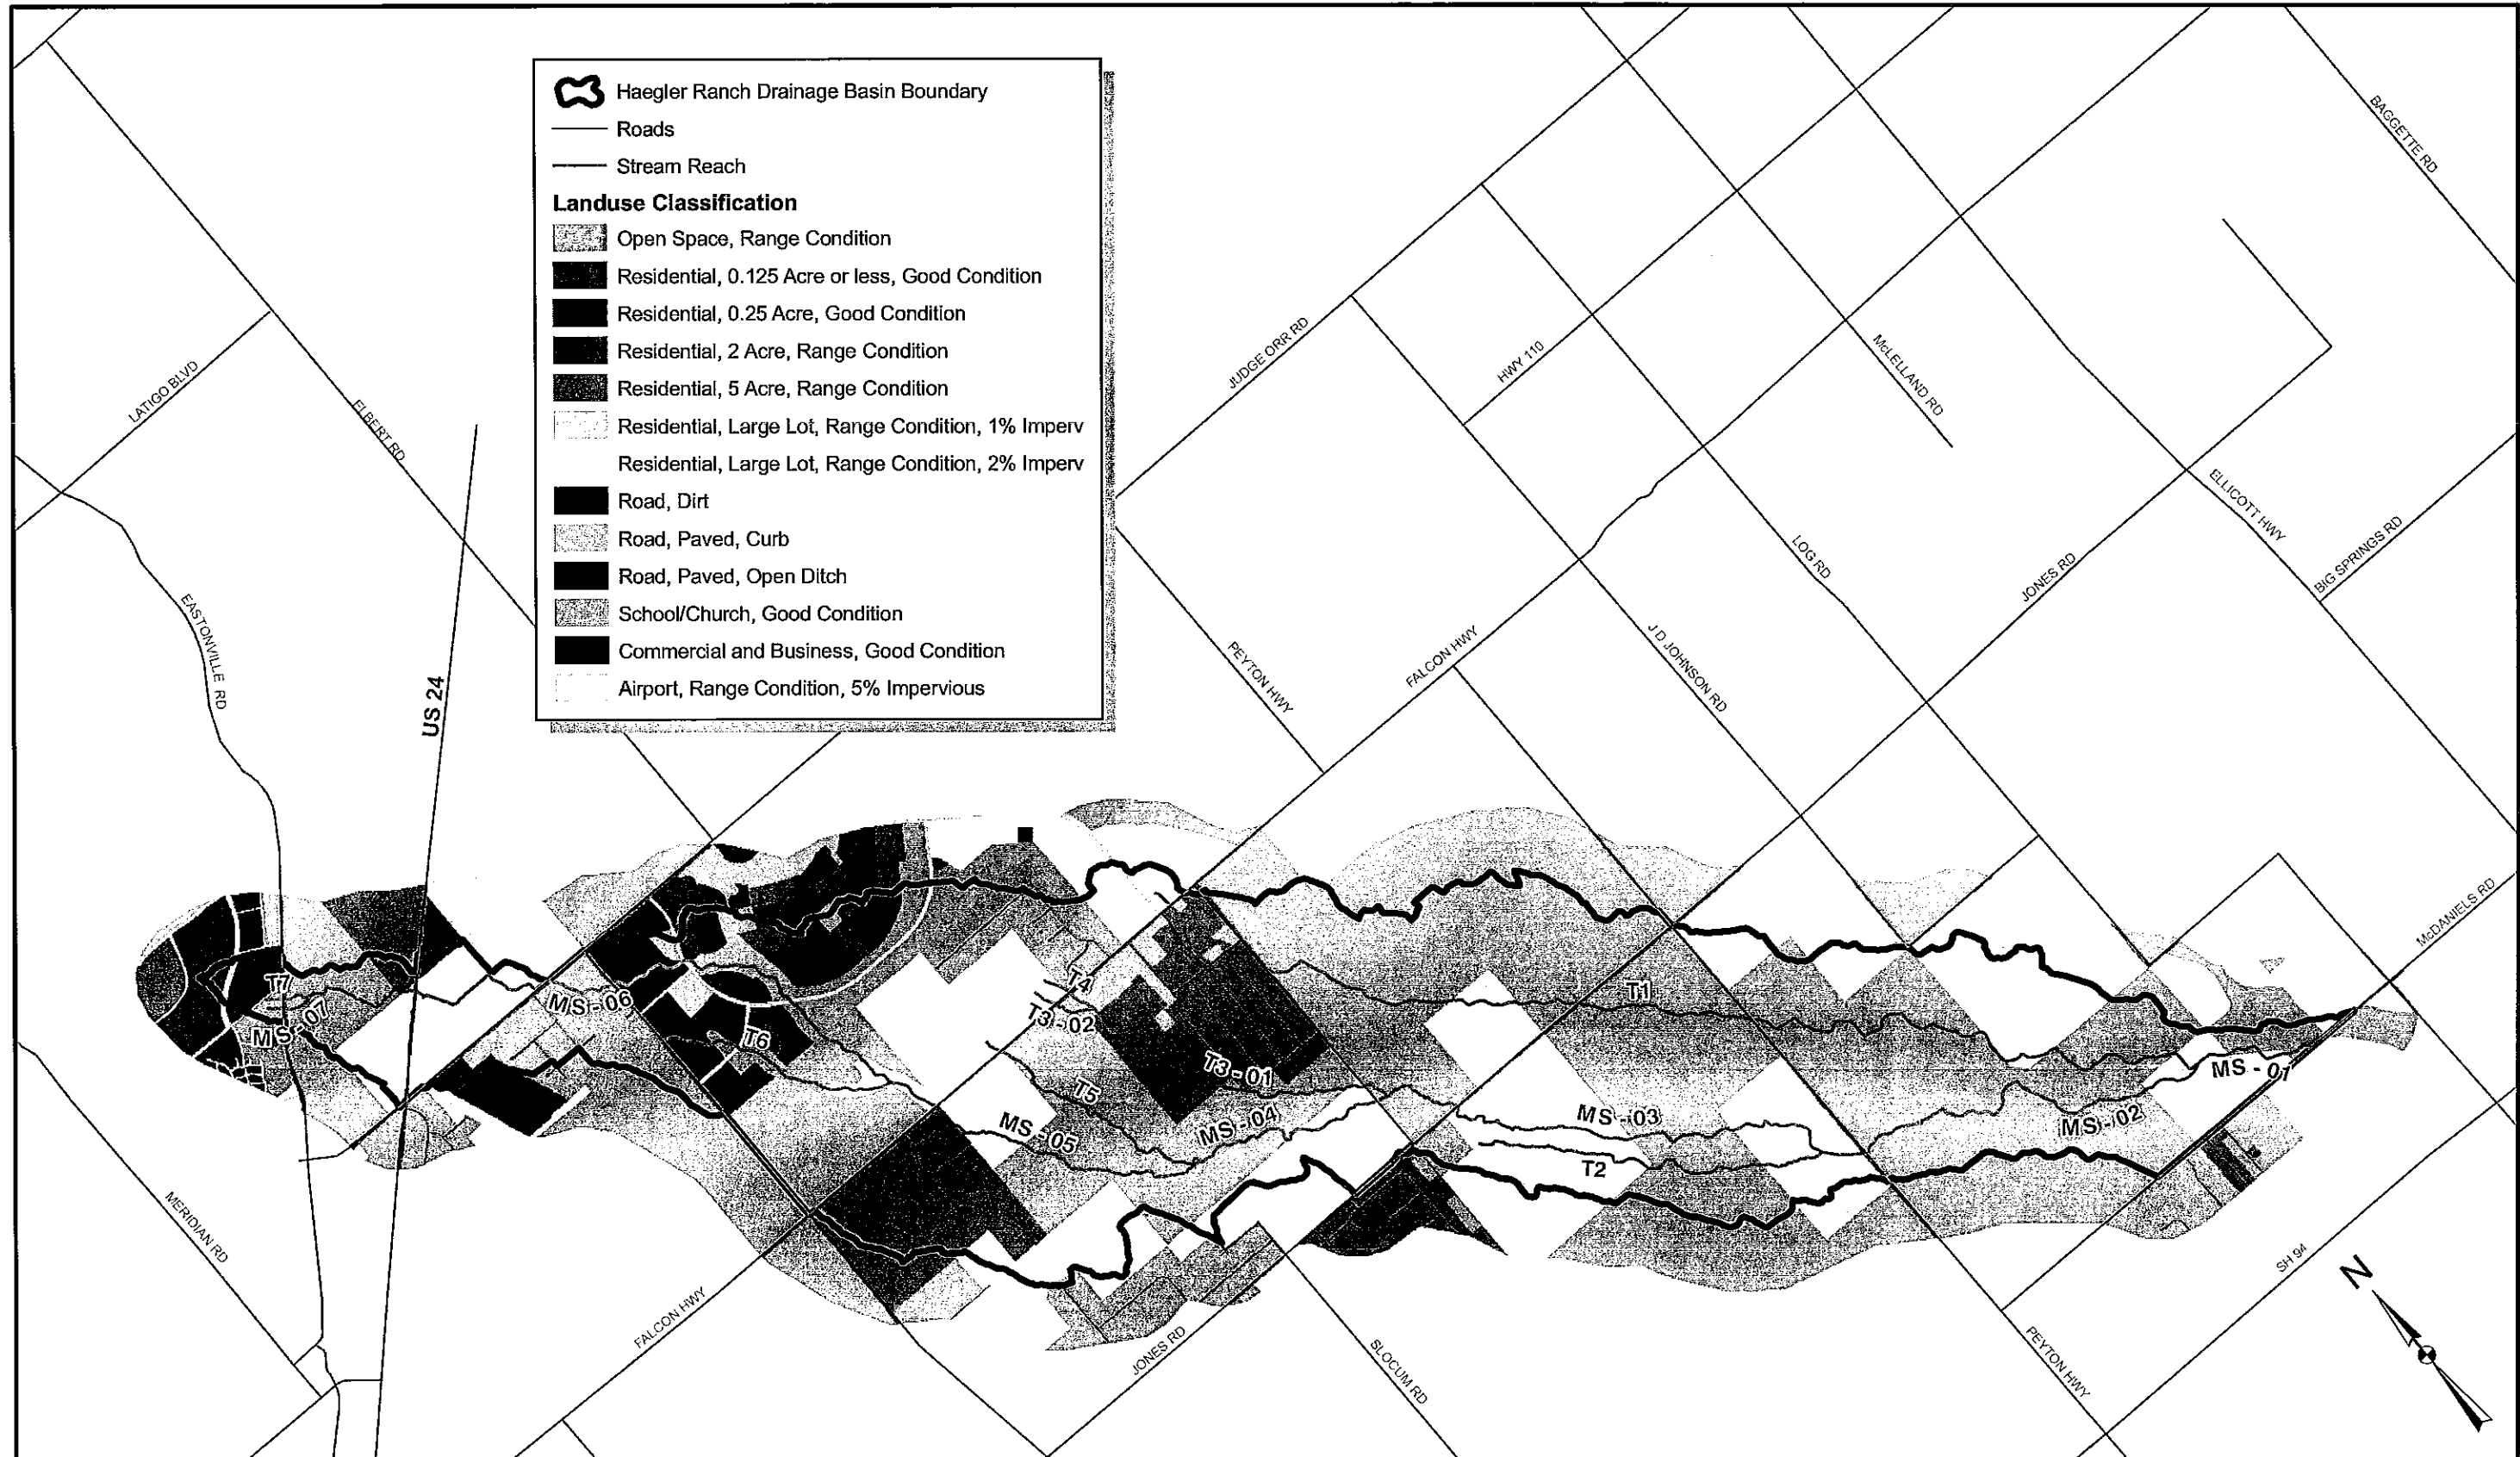 Haegler Ranch Drainage Basin Boundary
Roads
Stream Reach
Landuse Classification
Open Space, Range Condition
Residential, 0.125 Acre or less, Good Condition
Residential, 0.25 Acre, Good Condition
Residential, 2 Acre, Range Condition
Residential, 5 Acre, Range Condition
Residential, Large Lot, Range Condition, 1% Imperv
Residential, Large Lot, Range Condition, 2% Imperv
Road, Dirt
Road, Paved, Curb
Road, Paved, Open Ditch
School/Church, Good Condition
Commercial and Business, Good Condition
Airport, Range Condition, 5% Impervious
BAGGETTE RD
JUDGE ORR RD
HWY 110
McLELLAND RD
LATIGO BLVD
ELBERT RD
ELLICOTT HWY
BIG SPRINGS RD
LOG RD
JONES RD
EASTONVILLE RD
US 24
PEYTON HWY
FALCON HWY
J D JOHNSON RD
McDANIELS RD
T7
MS - 07
MS - 06
T6
T4
T3 - 02
T1
T3 - 01
T5
MS - 05
MS - 04
MS - 03
T2
MS - 01
MS - 02
MERIDIAN RD
FALCON HWY
JONES RD
SLOCUM RD
PEYTON HWY
SH 94
N